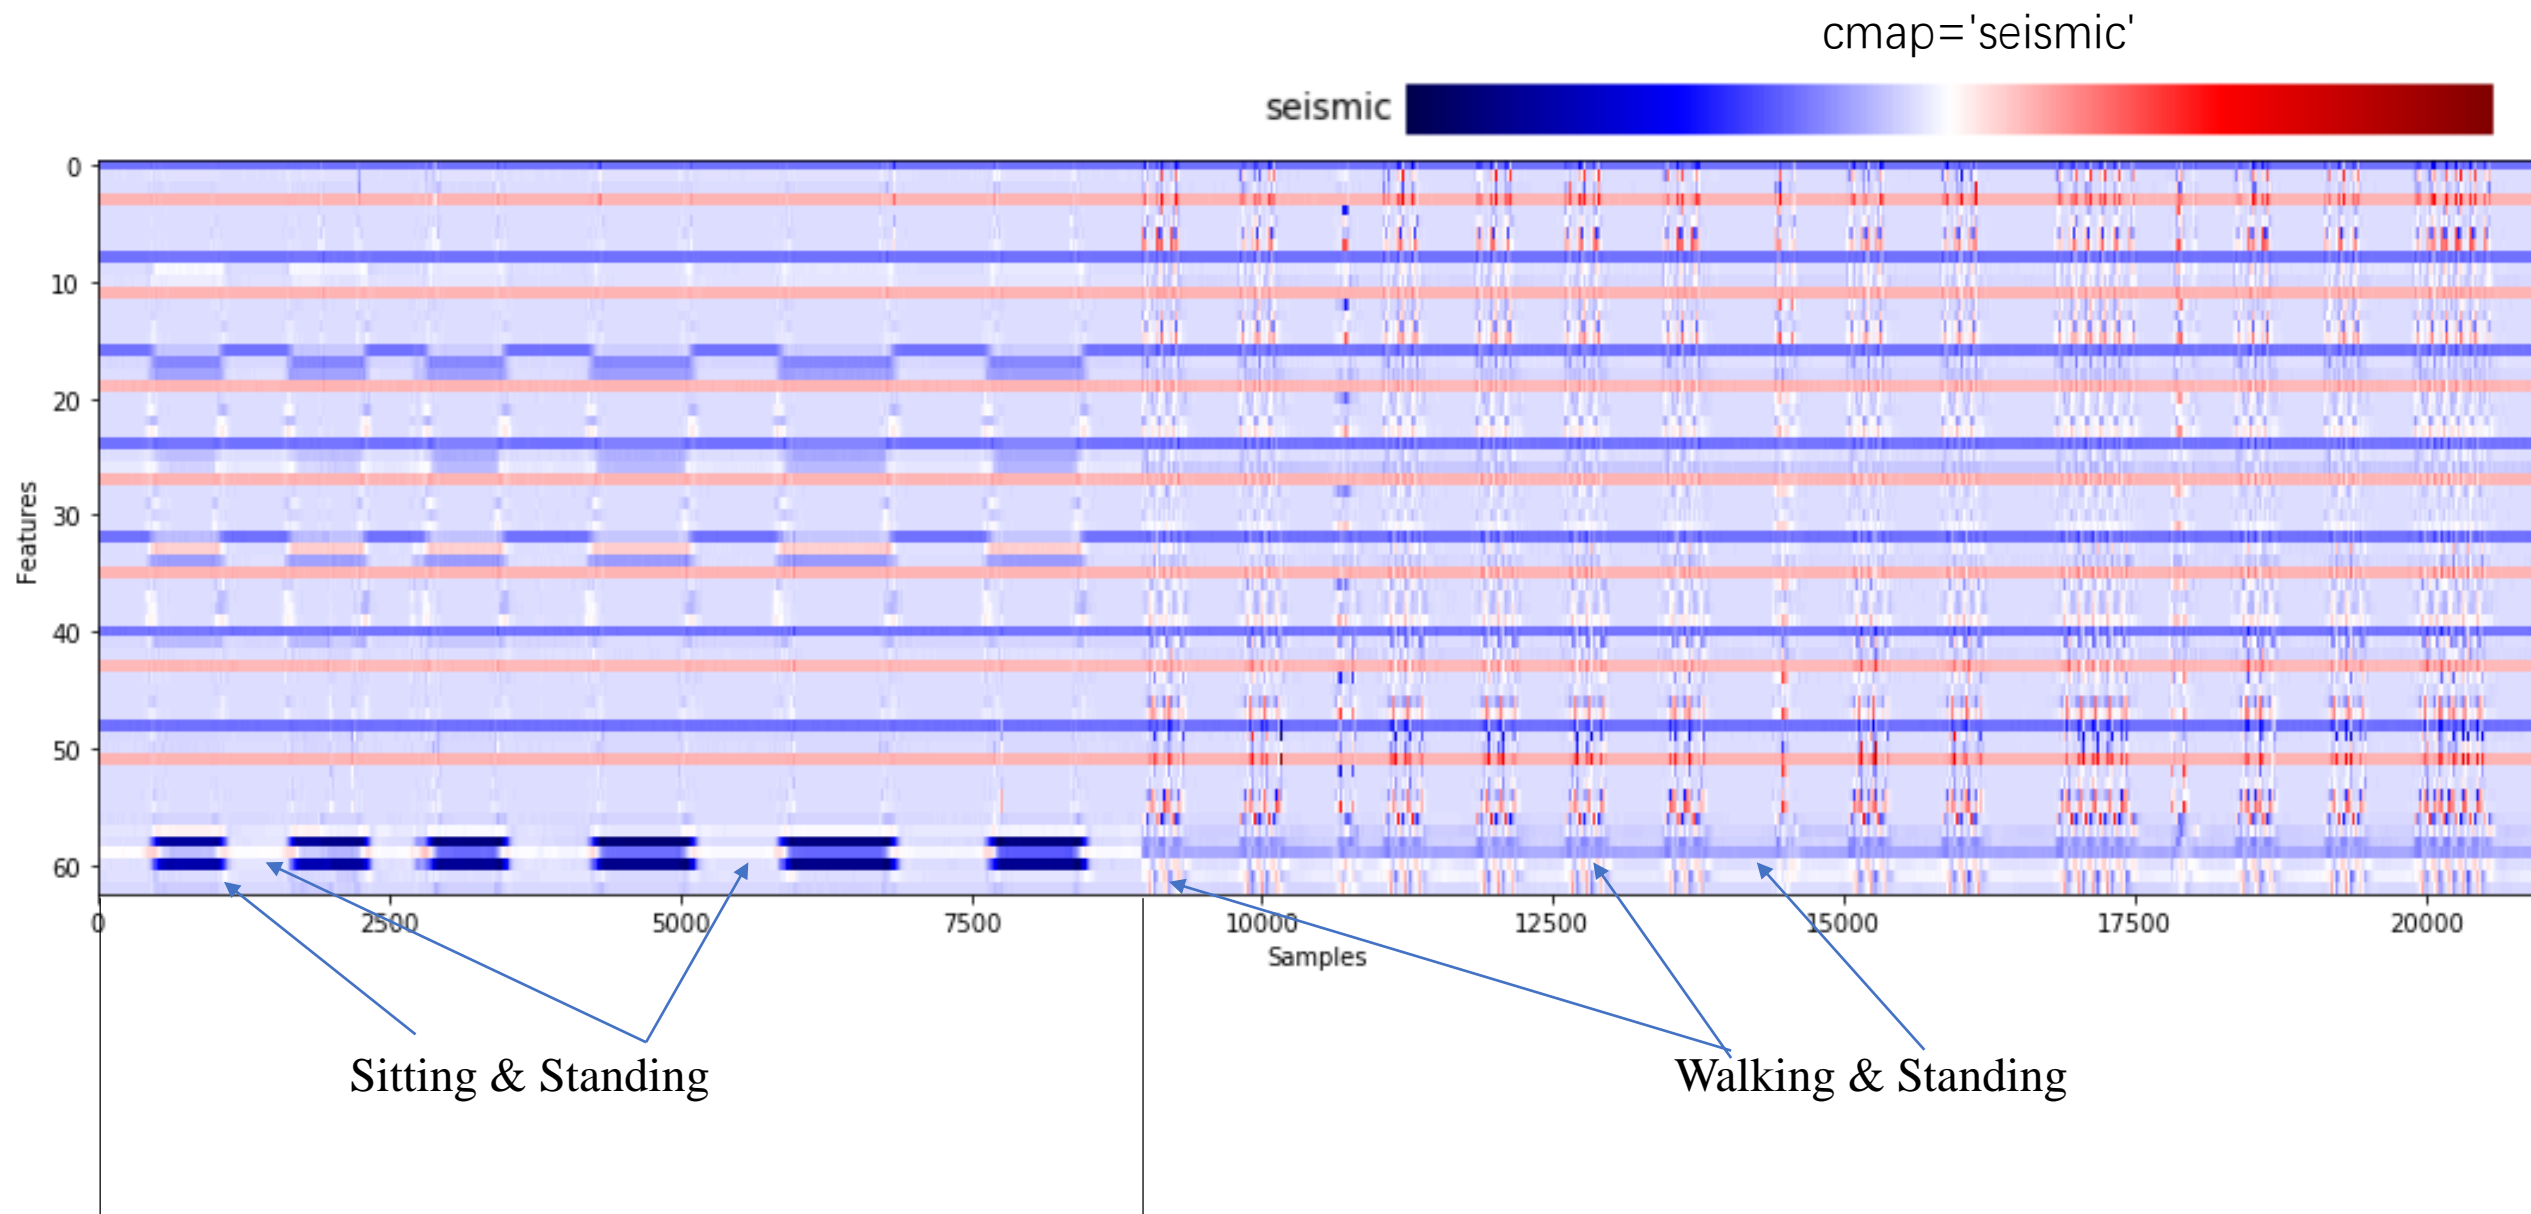 cmap='seismic'
seismic
0
10
20
30
40
50
60
Features
0 2500 5000 7500 10000 12500 15000 17500 20000
Samples
Sitting & Standing
Walking & Standing